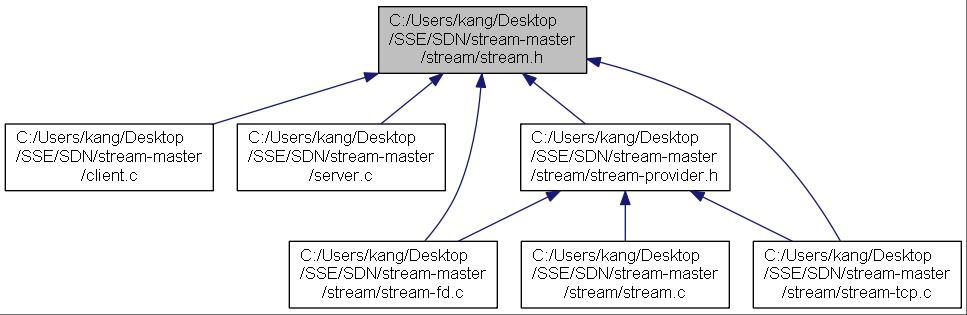 C:/Users/kang/Desktop
/SSE/SDN/stream-master
/stream/stream.h
C:/Users/kang/Desktop
/SSE/SDN/stream-master
/client.c
C:/Users/kang/Desktop
/SSE/SDN/stream-master
/server.c
C:/Users/kang/Desktop
/SSE/SDN/stream-master
/stream/stream-provider.h
C:/Users/kang/Desktop
/SSE/SDN/stream-master
/stream/stream-fd.c
C:/Users/kang/Desktop
/SSE/SDN/stream-master
/stream/stream.c
C:/Users/kang/Desktop
/SSE/SDN/stream-master
/stream/stream-tcp.c